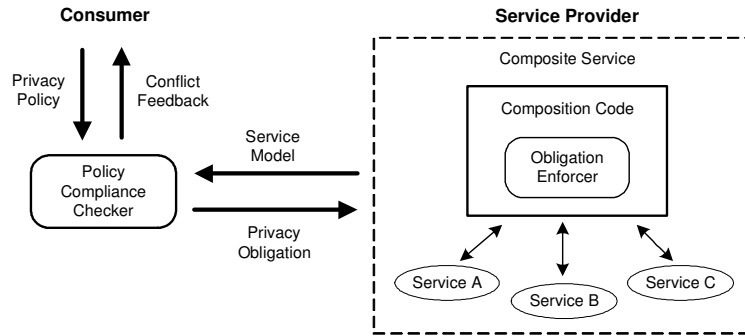 Consumer
Service Provider
Privacy
Policy
Conflict
Feedback
Composite Service
Composition Code
Service
Model
Policy
Compliance
Checker
Obligation
Enforcer
Privacy
Obligation
Service A
Service B
Service C